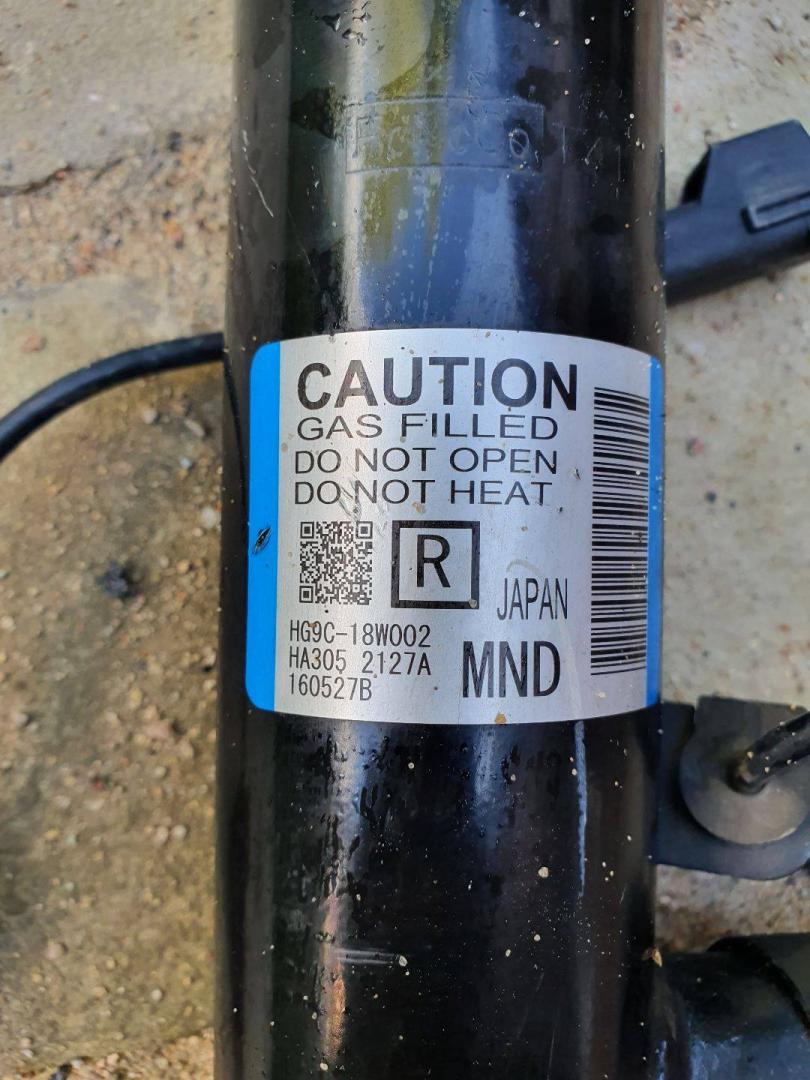 CAUTION
GAS FILLED
DO NOT OPEN
DO NOT HEAT
R
JAPAN
HG9C-18W002
HA305 2127A
160527B
MND